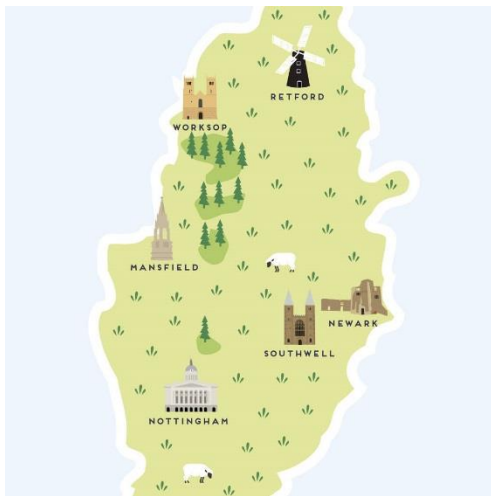 RETFORD
WORKSOP
MANSFIELD
NEWARK
SOUTHWELL
NOTTINGHAM